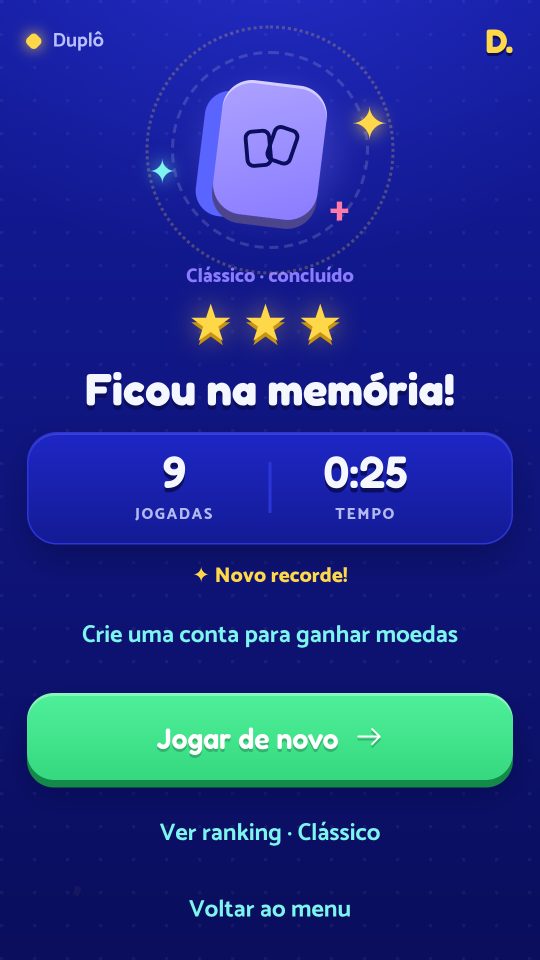 Duplô
D.
Clássico · concluído
Ficou na memória!
9
JOGADAS
0:25
TEMPO
✦ Novo recorde!
Crie uma conta para ganhar moedas
Jogar de novo →
Ver ranking · Clássico
Voltar ao menu